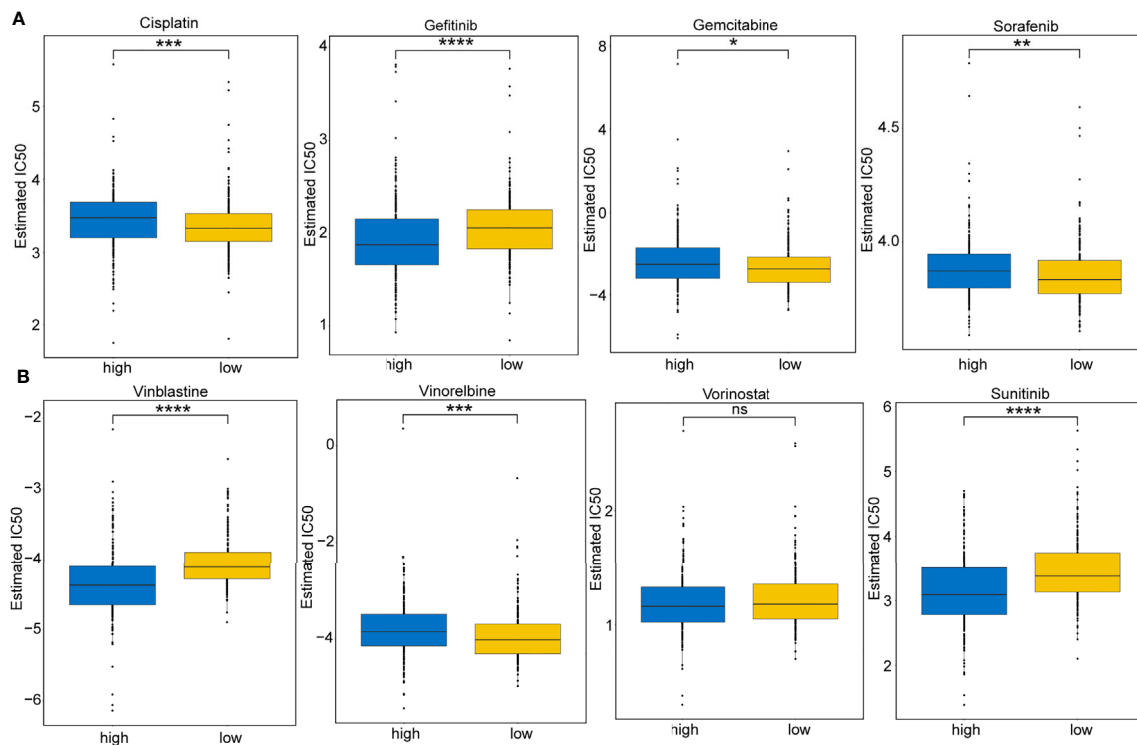 A
Cisplatin
***
Estimated IC50
5
4
3
2
high
low
Gefitinib
****
Estimated IC50
4
3
2
1
high
low
Gemcitabine
*
Estimated IC50
8
4
0
−4
high
low
Sorafenib
**
Estimated IC50
4.5
4.0
high
low
B
Vinblastine
****
Estimated IC50
−2
−3
−4
−5
−6
high
low
Vinorelbine
***
Estimated IC50
0
−2
−4
high
low
Vorinostat
ns
Estimated IC50
2
1
high
low
Sunitinib
****
Estimated IC50
6
5
4
3
2
high
low